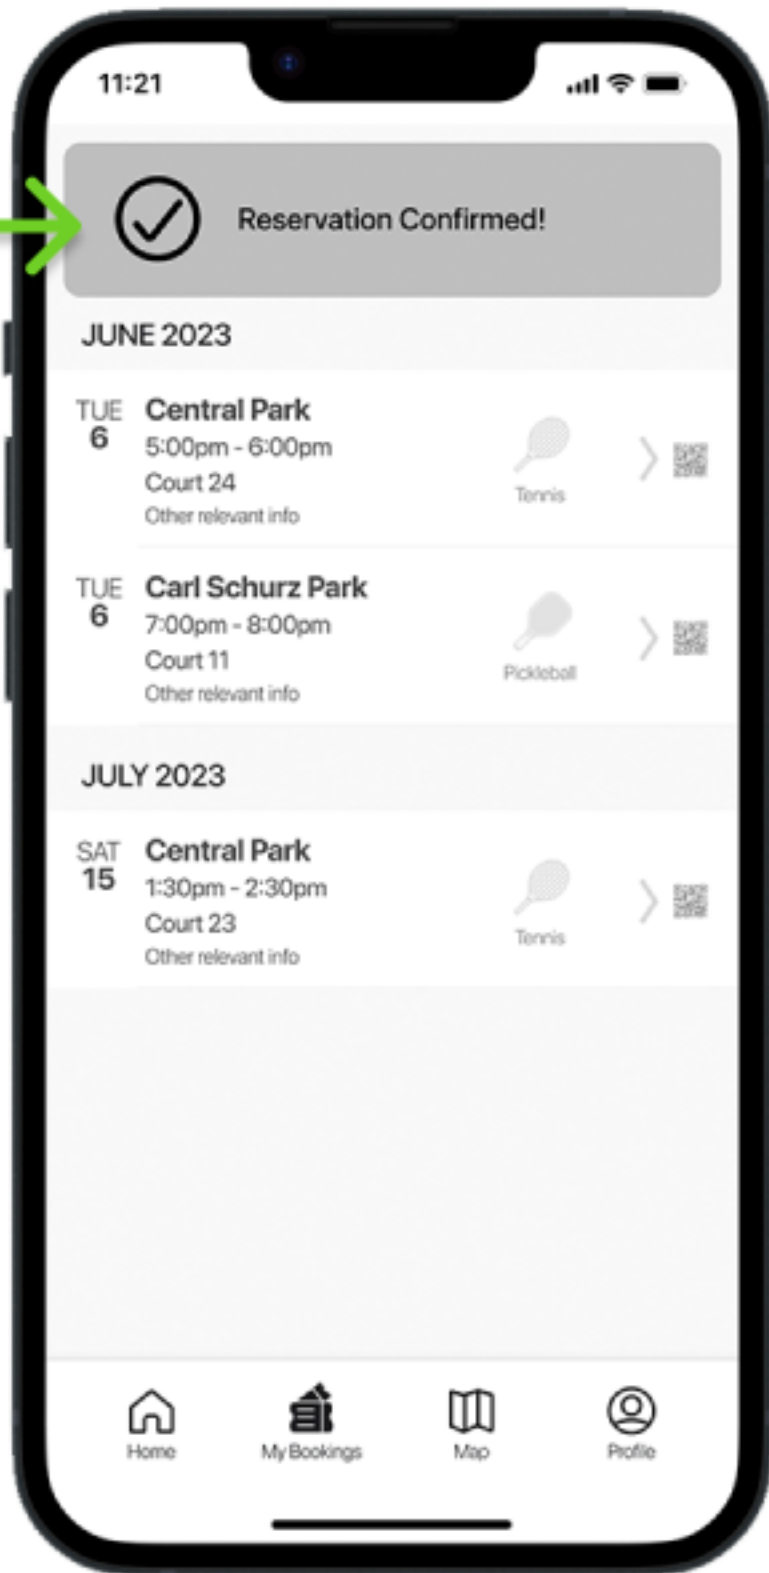 11:21
Reservation Confirmed!
JUNE 2023
TUE
6
Central Park
5:00pm - 6:00pm
Court 24
Other relevant info
Tennis
TUE
6
Carl Schurz Park
7:00pm - 8:00pm
Court 11
Other relevant info
Pickleball
JULY 2023
SAT
15
Central Park
1:30pm - 2:30pm
Court 23
Other relevant info
Tennis
Home
My Bookings
Map
Profile